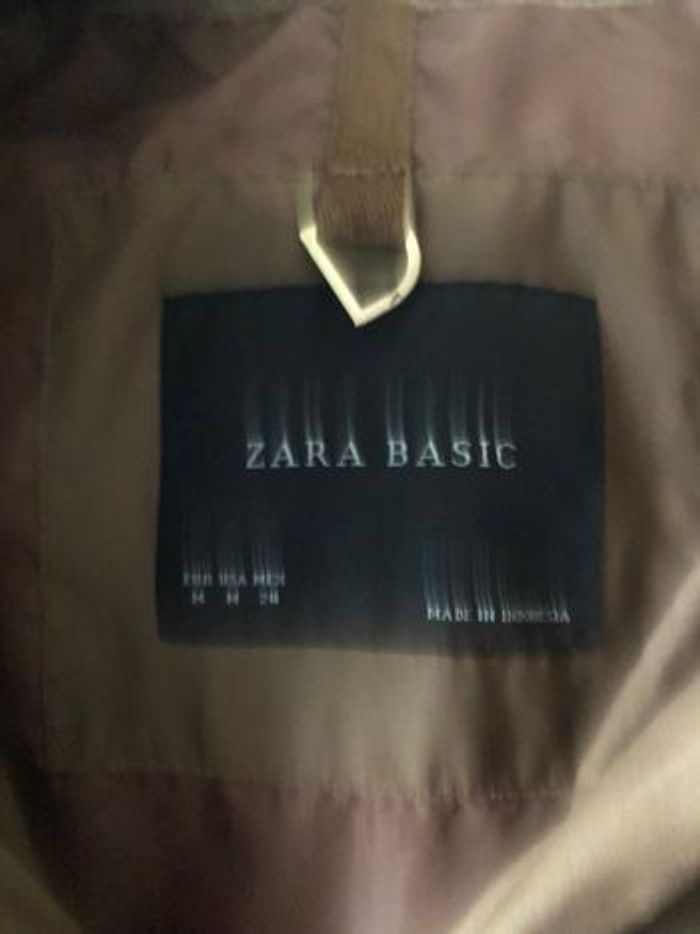 ZARA BASIC
EUR USA MEX
M M 28
MADE IN INDONESIA